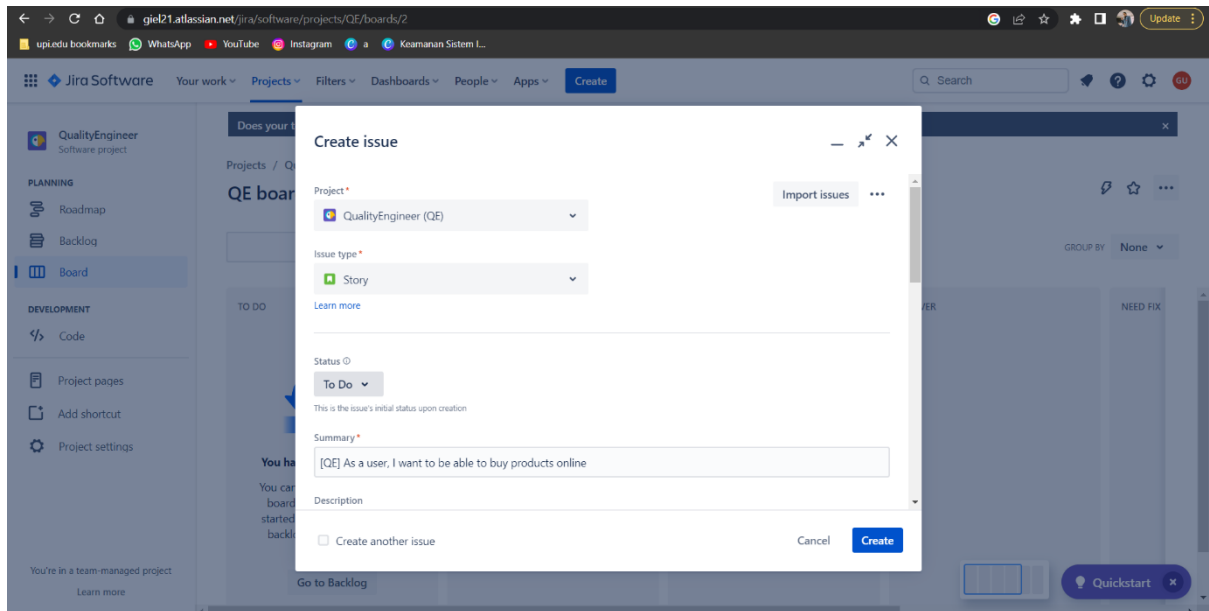 giel21.atlassian.net/jira/software/projects/QE/boards/2
Update
upi.edu bookmarks WhatsApp YouTube Instagram a Keamanan Sistem I...
Jira Software Your work Projects Filters Dashboards People Apps Create Search GU
Does your t
QualityEngineer
Software project
Projects / Qu
QE boar
PLANNING
Roadmap
Backlog
Board
DEVELOPMENT
Code
Project pages
Add shortcut
Project settings
You're in a team-managed project
Learn more
GROUP BY None
TO DO
VER
NEED FIX
You ha
You can
board
started
backlo
Go to Backlog
Create issue
Import issues
Project *
QualityEngineer (QE)
Issue type *
Story
Learn more
Status
To Do
This is the issue's initial status upon creation
Summary *
[QE] As a user, I want to be able to buy products online
Description
Create another issue
Cancel Create
Quickstart